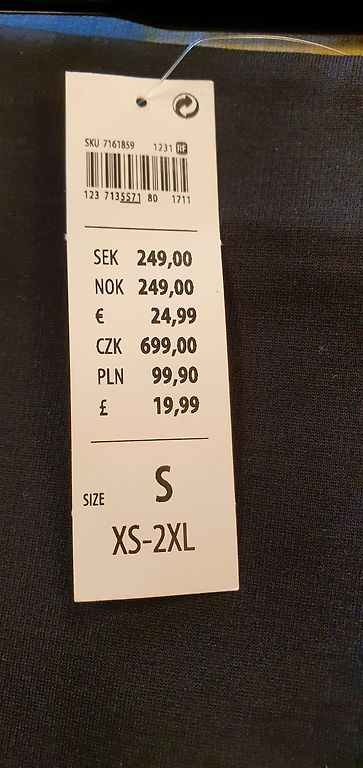 SKU 7161859 1231 RF
123 7135571 80 1711
SEK 249,00
NOK 249,00
€ 24,99
CZK 699,00
PLN 99,90
£ 19,99
SIZE S
XS-2XL